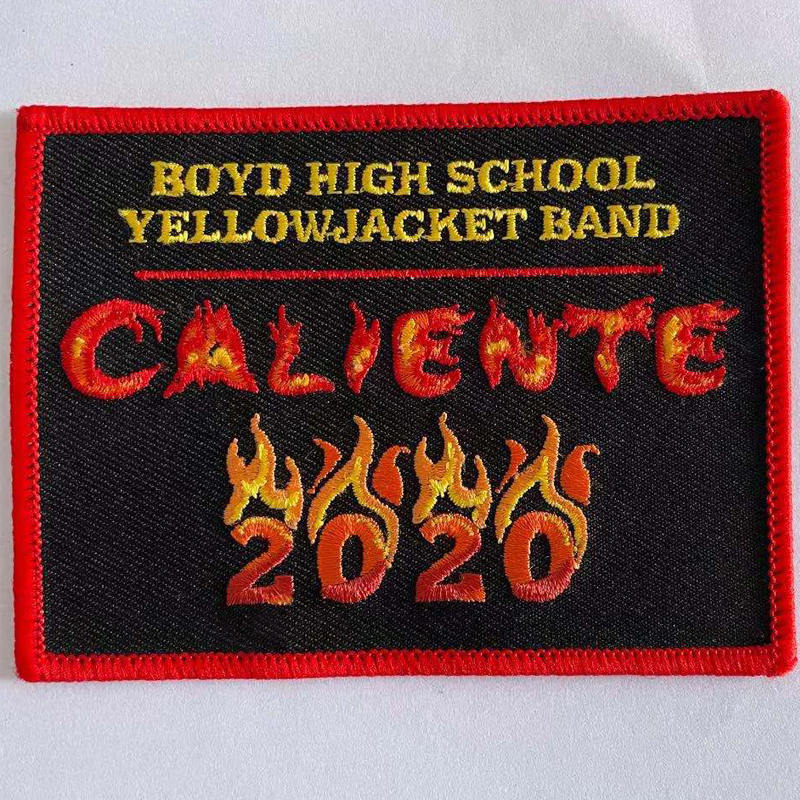 BOYD HIGH SCHOOL
YELLOWJACKET BAND
CALIENTE
2020